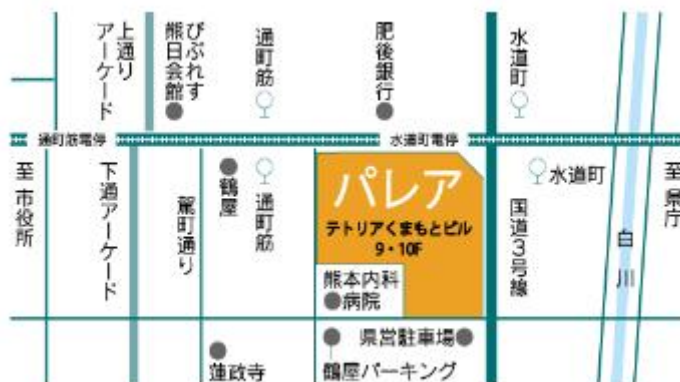 上通り
アーケード
びぷれす
熊日会館
通町筋
肥後銀行
水道町
通町筋電停
水道町電停
至 市役所
下通アーケード
駕町通り
鶴屋
通町筋
パレア
テトリアくまもとビル
9・10F
熊本内科
病院
国道3号線
水道町
白川
至 県庁
蓮政寺
県営駐車場
鶴屋パーキング